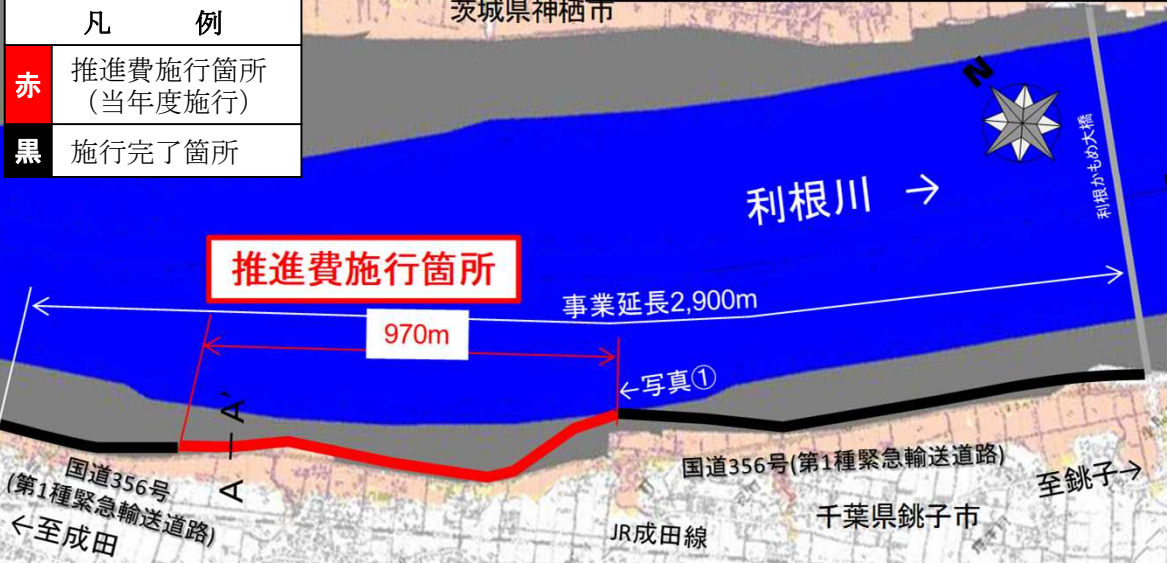 茨城県神栖市
凡 例
赤 推進費施行箇所
（当年度施行）
黒 施行完了箇所
N
利根かもめ大橋
利根川 →
推進費施行箇所
事業延長2,900m
970m
←写真①
A'
A
国道356号
(第1種緊急輸送道路)
←至成田
国道356号(第1種緊急輸送道路)
至銚子→
千葉県銚子市
JR成田線